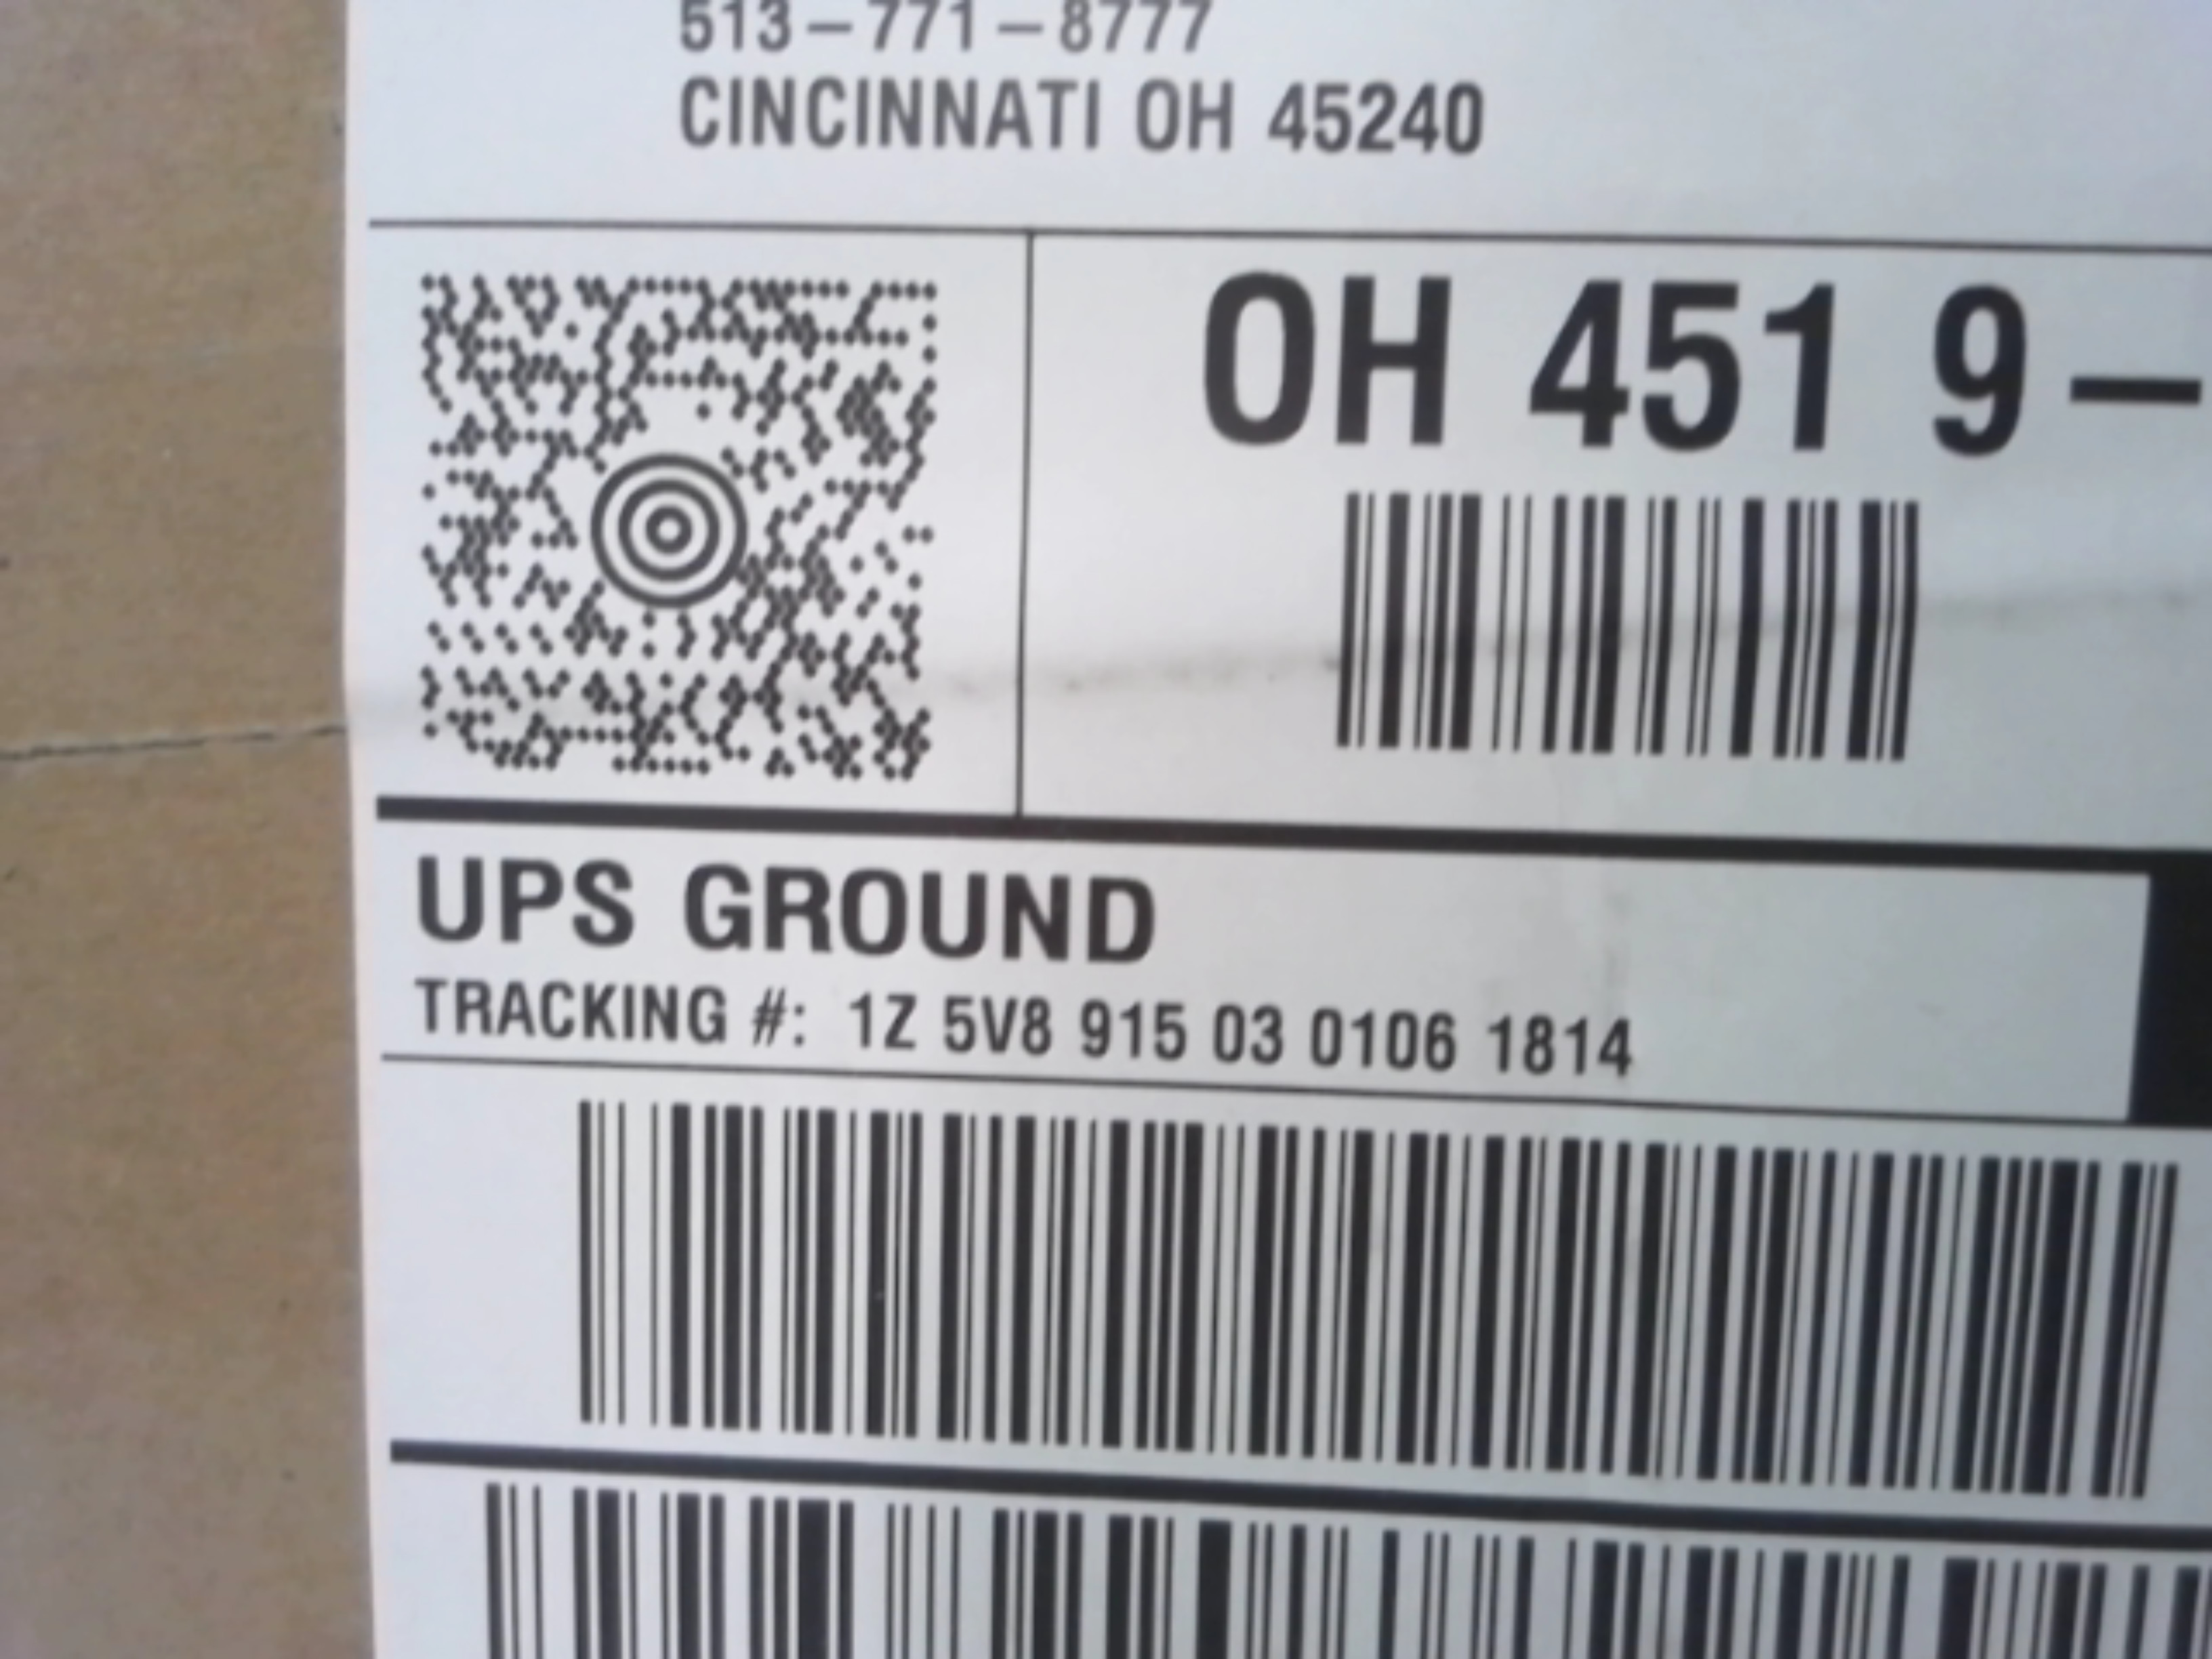 513-771-8777
CINCINNATI OH 45240
OH 451 9-
UPS GROUND
TRACKING #: 1Z 5V8 915 03 0106 1814